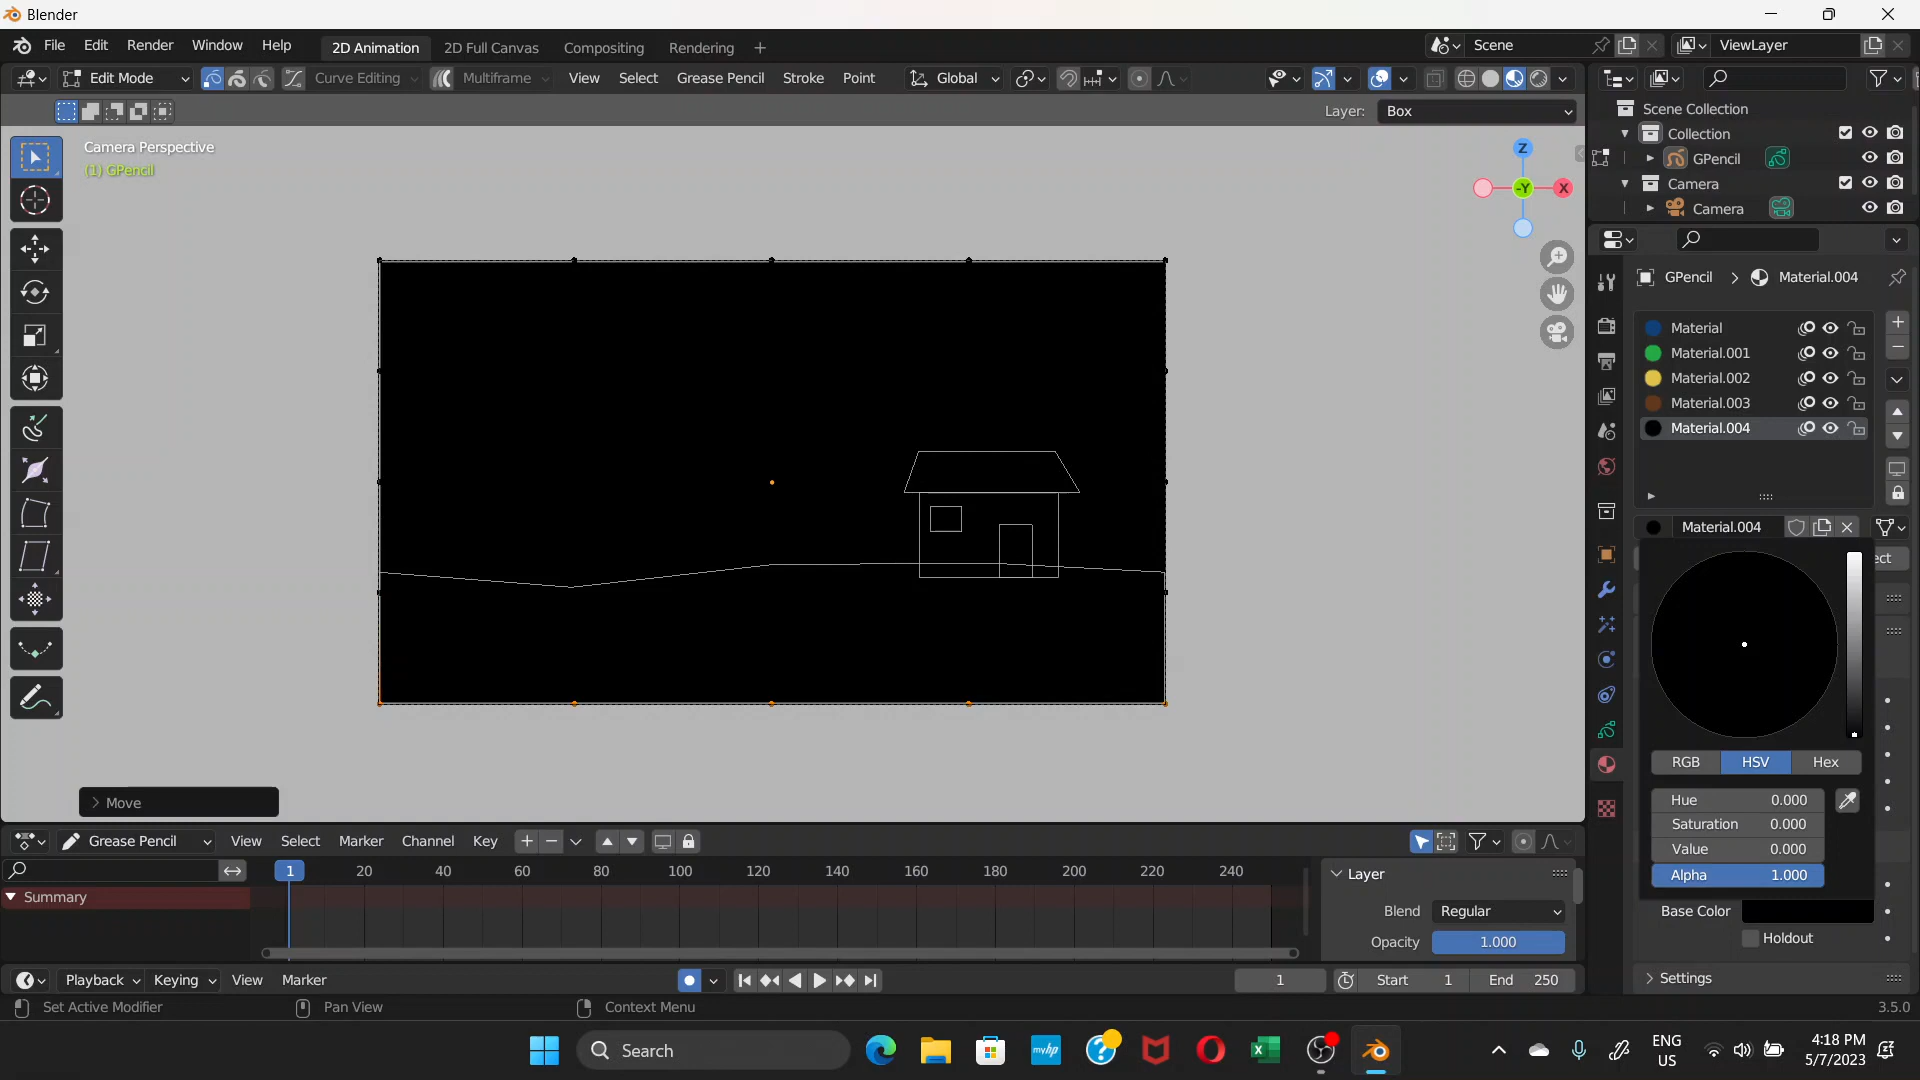 Blender
File Edit Render Window Help 2D Animation 2D Full Canvas Compositing Rendering + Scene ViewLayer
Edit Mode Curve Editing Multiframe View Select Grease Pencil Stroke Point Global
Layer: Box
Camera Perspective
(1) GPencil
Z
-Y X
Scene Collection
Collection
GPencil
Camera
Camera
GPencil > Material.004
Material
Material.001
Material.002
Material.003
Material.004
Material.004
ect
RGB HSV Hex
Hue 0.000
Saturation 0.000
Value 0.000
Alpha 1.000
Base Color
Holdout
Settings
> Move
Grease Pencil View Select Marker Channel Key
1 20 40 60 80 100 120 140 160 180 200 220 240
Summary
Layer
Blend Regular
Opacity 1.000
Playback Keying View Marker 1 Start 1 End 250
Set Active Modifier Pan View Context Menu 3.5.0
Search
myhp
ENG
US
4:18 PM
5/7/2023